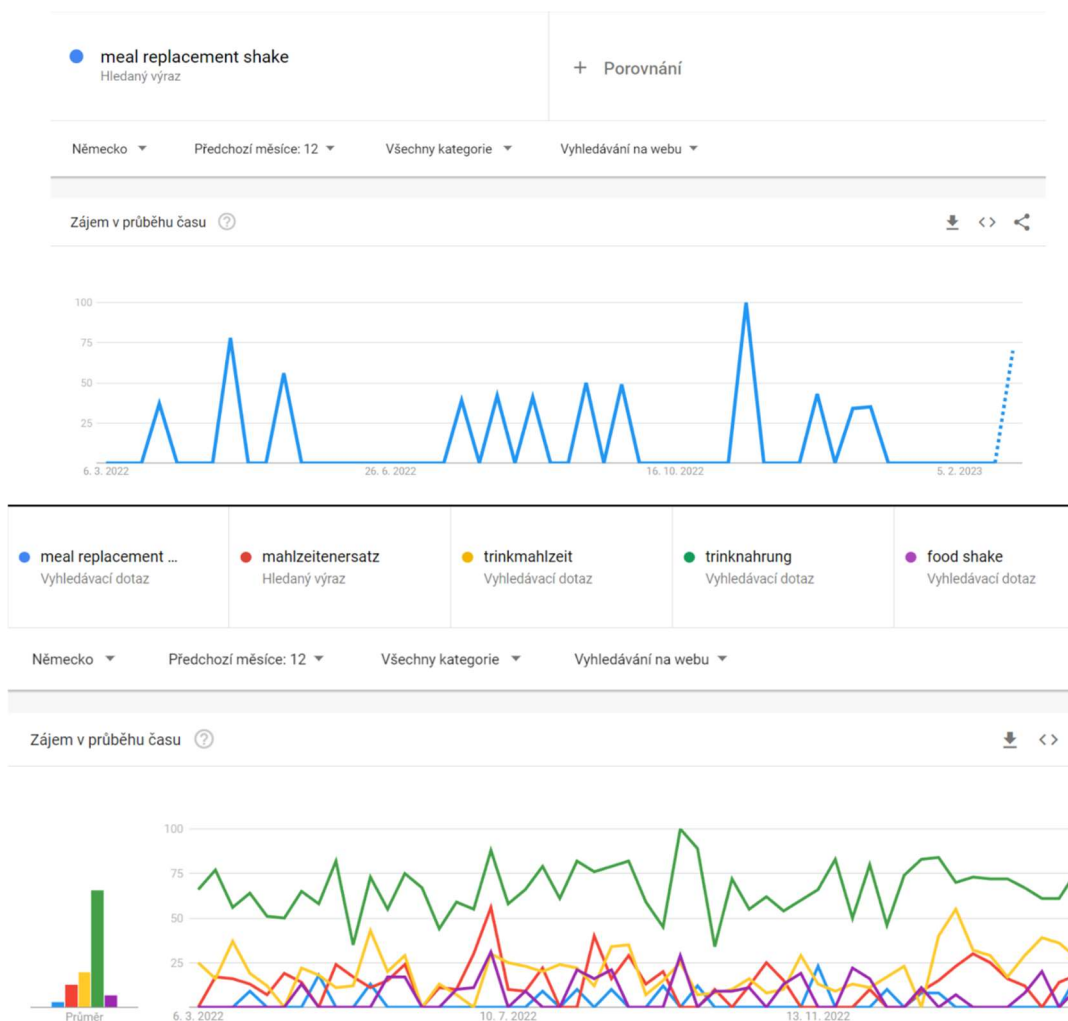 meal replacement shake
Hledaný výraz
+ Porovnání
Německo
Předchozí měsíce: 12
Všechny kategorie
Vyhledávání na webu
Zájem v průběhu času ?
100
75
50
25
6. 3. 2022
26. 6. 2022
16. 10. 2022
5. 2. 2023
meal replacement ...
Vyhledávací dotaz
mahlzeitenersatz
Hledaný výraz
trinkmahlzeit
Vyhledávací dotaz
trinknahrung
Vyhledávací dotaz
food shake
Vyhledávací dotaz
Německo
Předchozí měsíce: 12
Všechny kategorie
Vyhledávání na webu
Zájem v průběhu času ?
100
75
50
25
Průměr
6. 3. 2022
10. 7. 2022
13. 11. 2022